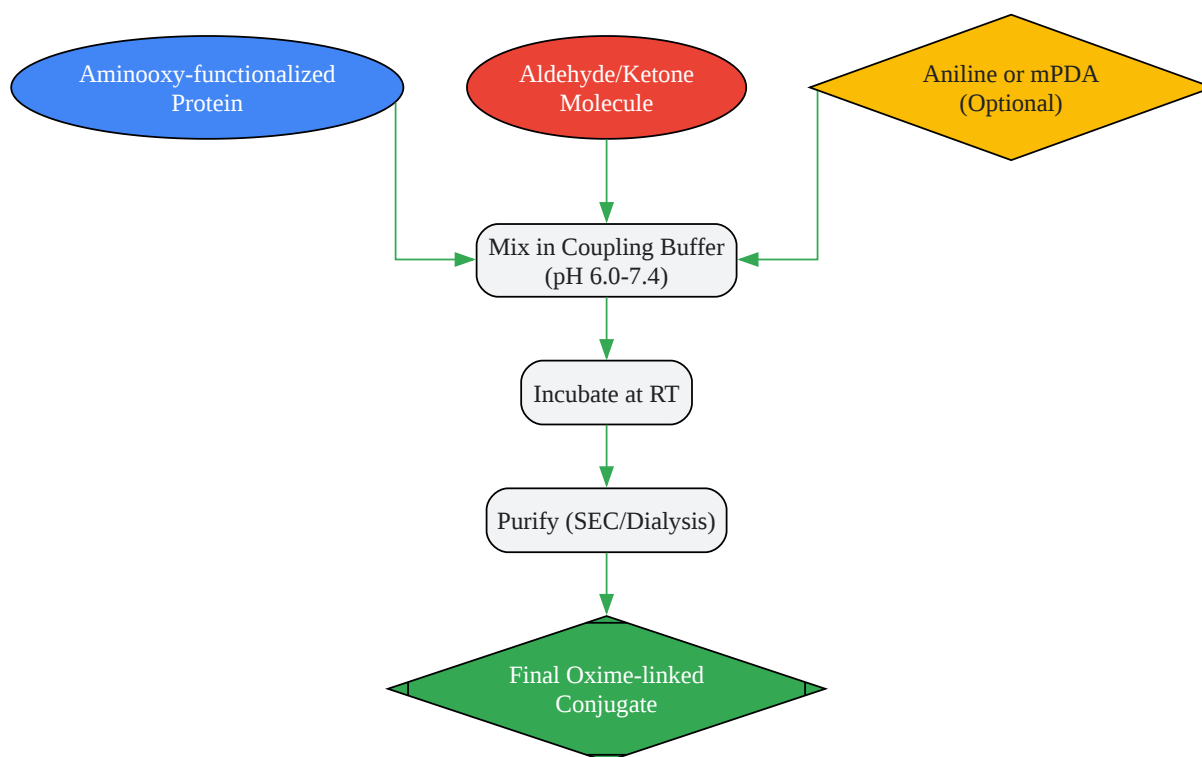 Aminooxy-functionalized
Protein
Aldehyde/Ketone
Molecule
Aniline or mPDA
(Optional)
Mix in Coupling Buffer
(pH 6.0-7.4)
Incubate at RT
Purify (SEC/Dialysis)
Final Oxime-linked
Conjugate